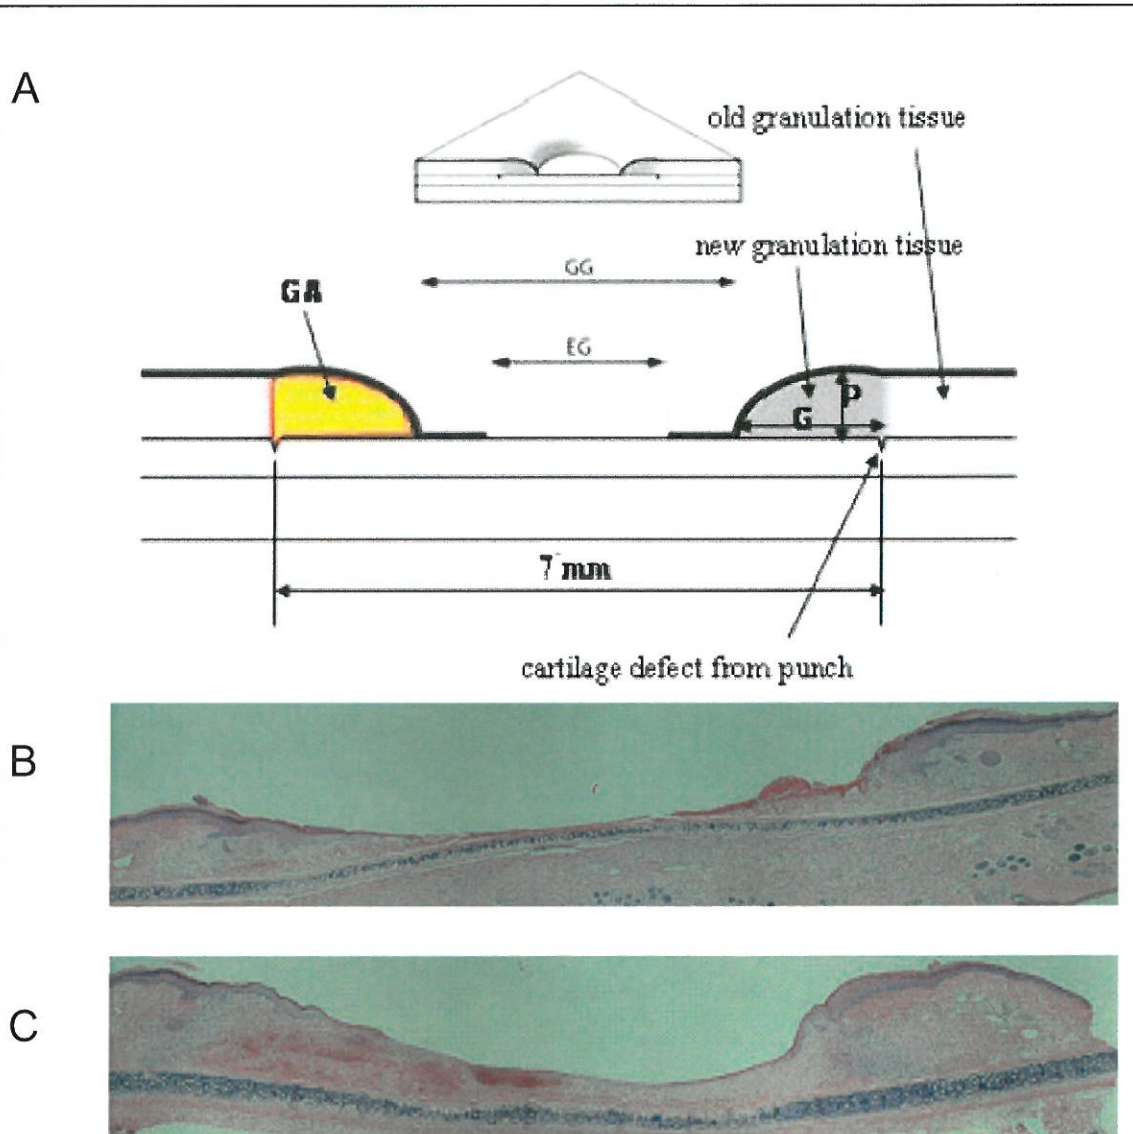 A
old granulation tissue
new granulation tissue
GG
GA
EG
P
G
7 mm
cartilage defect from punch
B
C